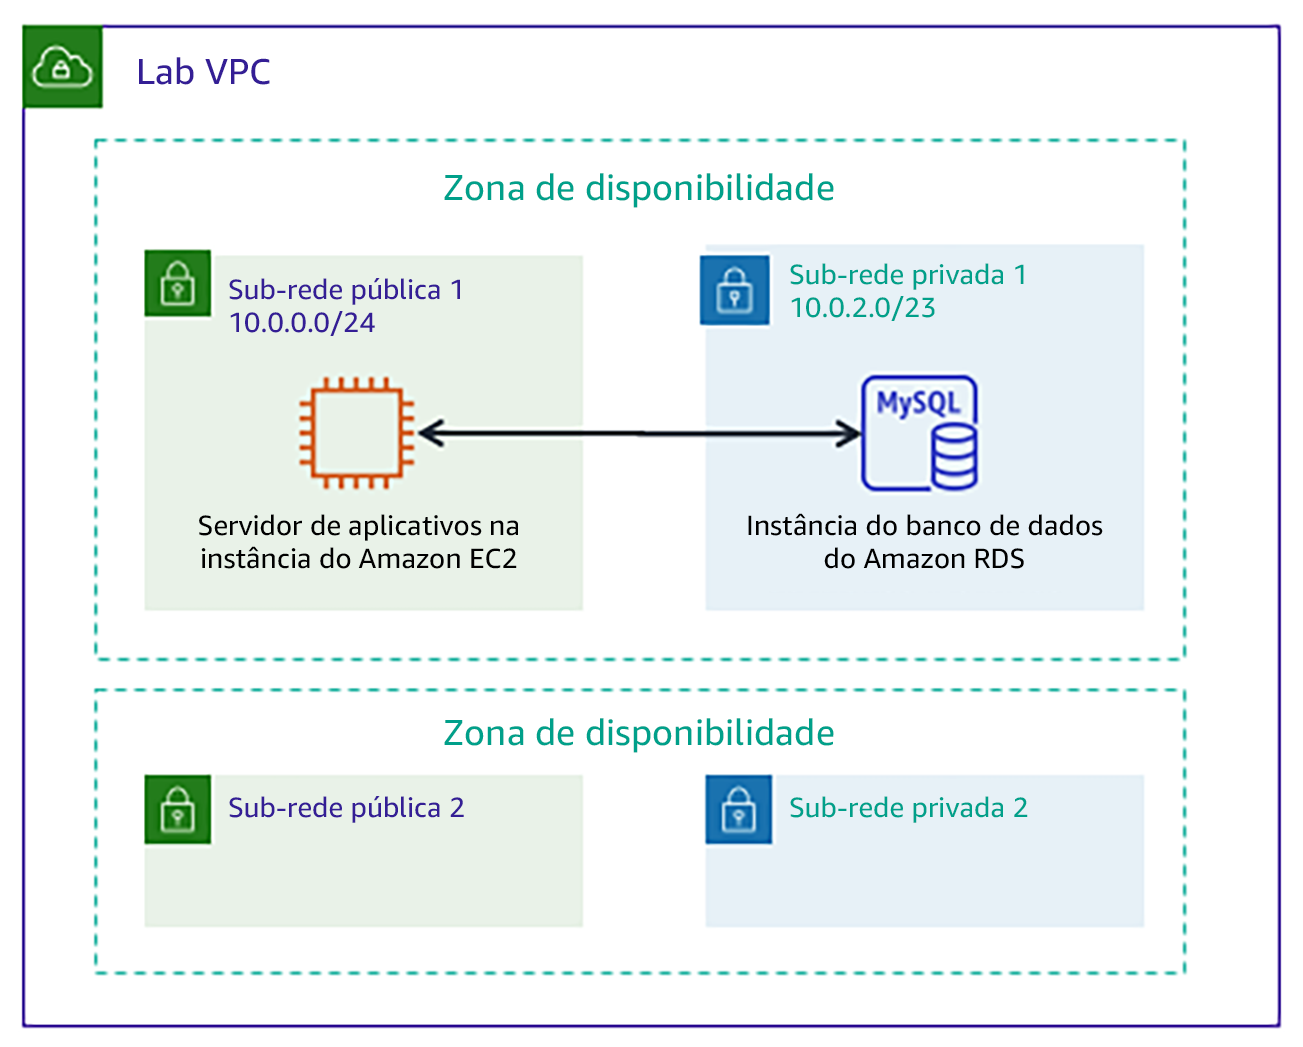 Lab VPC
Zona de disponibilidade
Sub-rede pública 1
10.0.0.0/24
Sub-rede privada 1
10.0.2.0/23
MySQL
Servidor de aplicativos na
instância do Amazon EC2
Instância do banco de dados
do Amazon RDS
Zona de disponibilidade
Sub-rede pública 2
Sub-rede privada 2